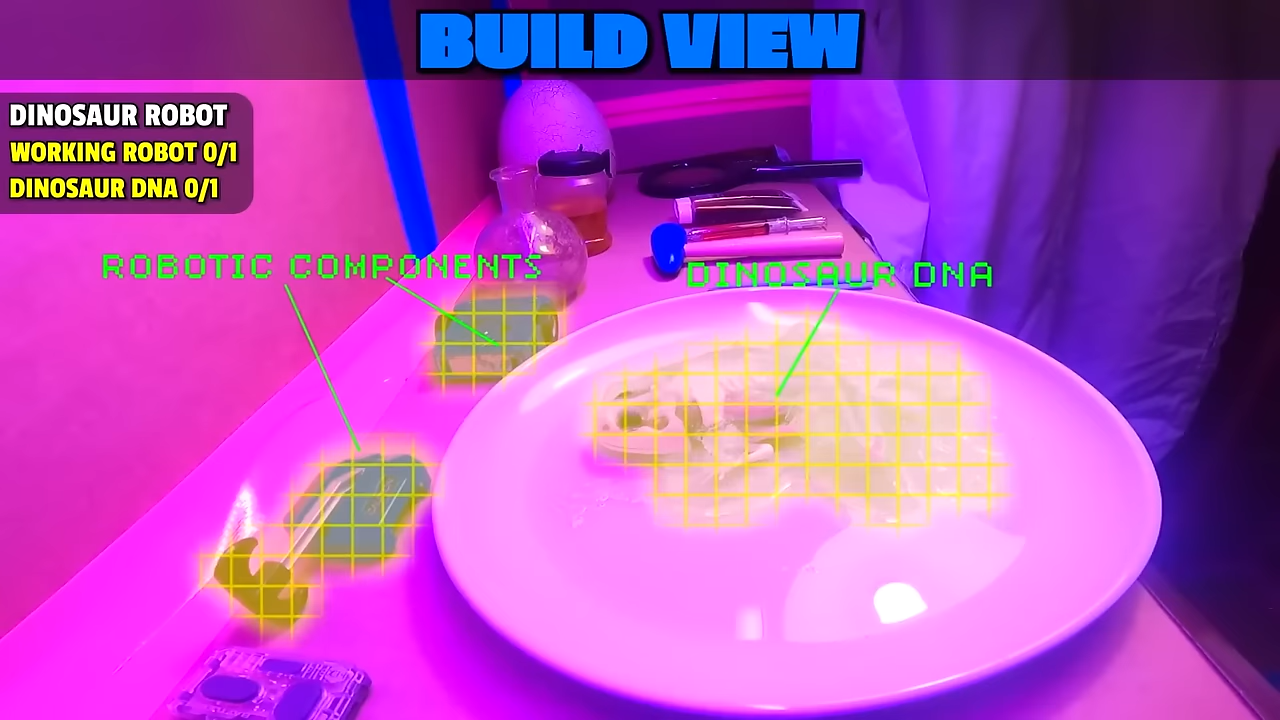 BUILD VIEW
DINOSAUR ROBOT
WORKING ROBOT 0/1
DINOSAUR DNA 0/1
ROBOTIC COMPONENTS
DINOSAUR DNA